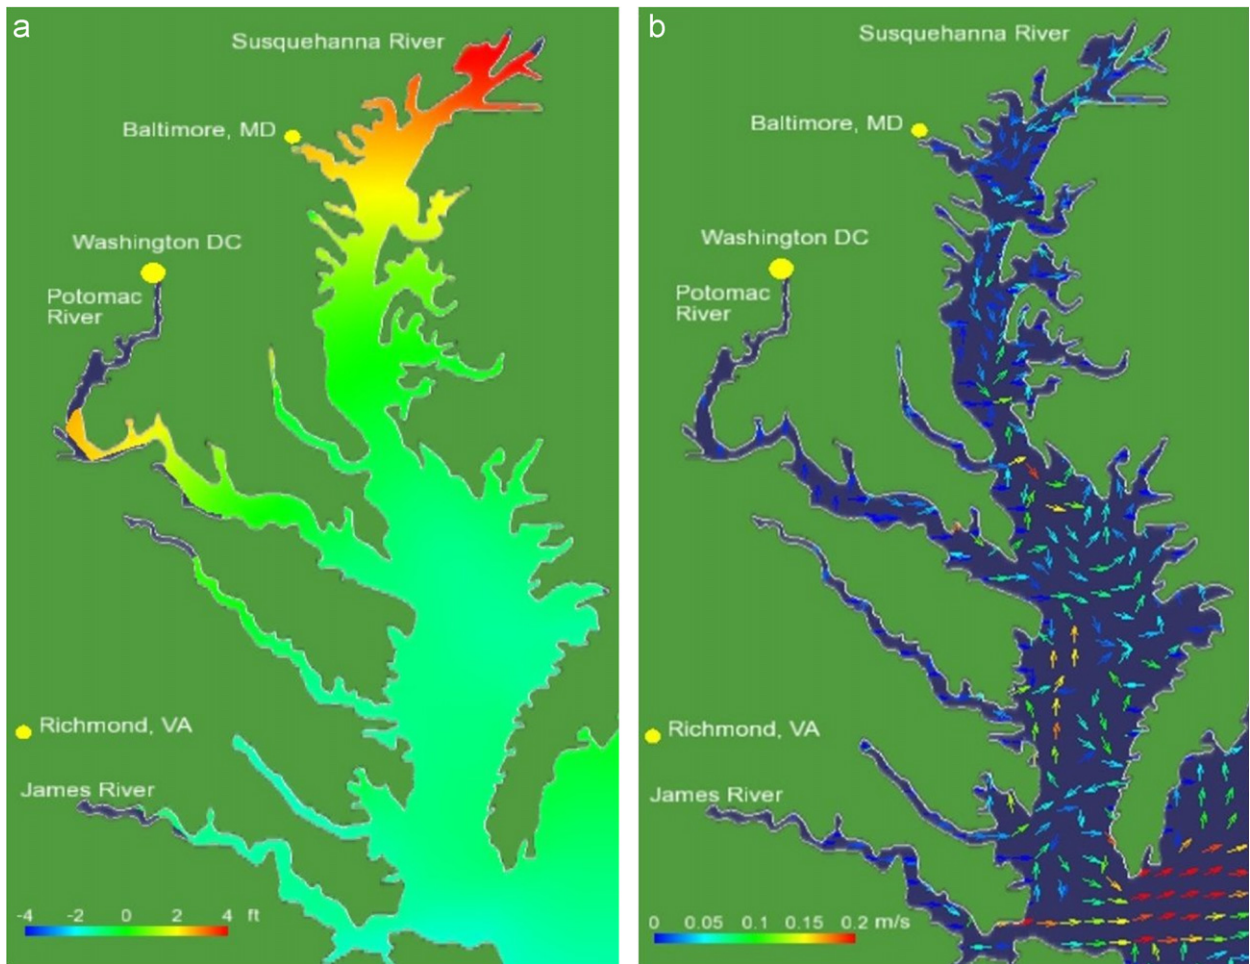 a
Susquehanna River
Baltimore, MD
Washington DC
Potomac
River
Richmond, VA
James River
-4 -2 0 2 4 ft
b
Susquehanna River
Baltimore, MD
Washington DC
Potomac
River
Richmond, VA
James River
0 0.05 0.1 0.15 0.2 m/s